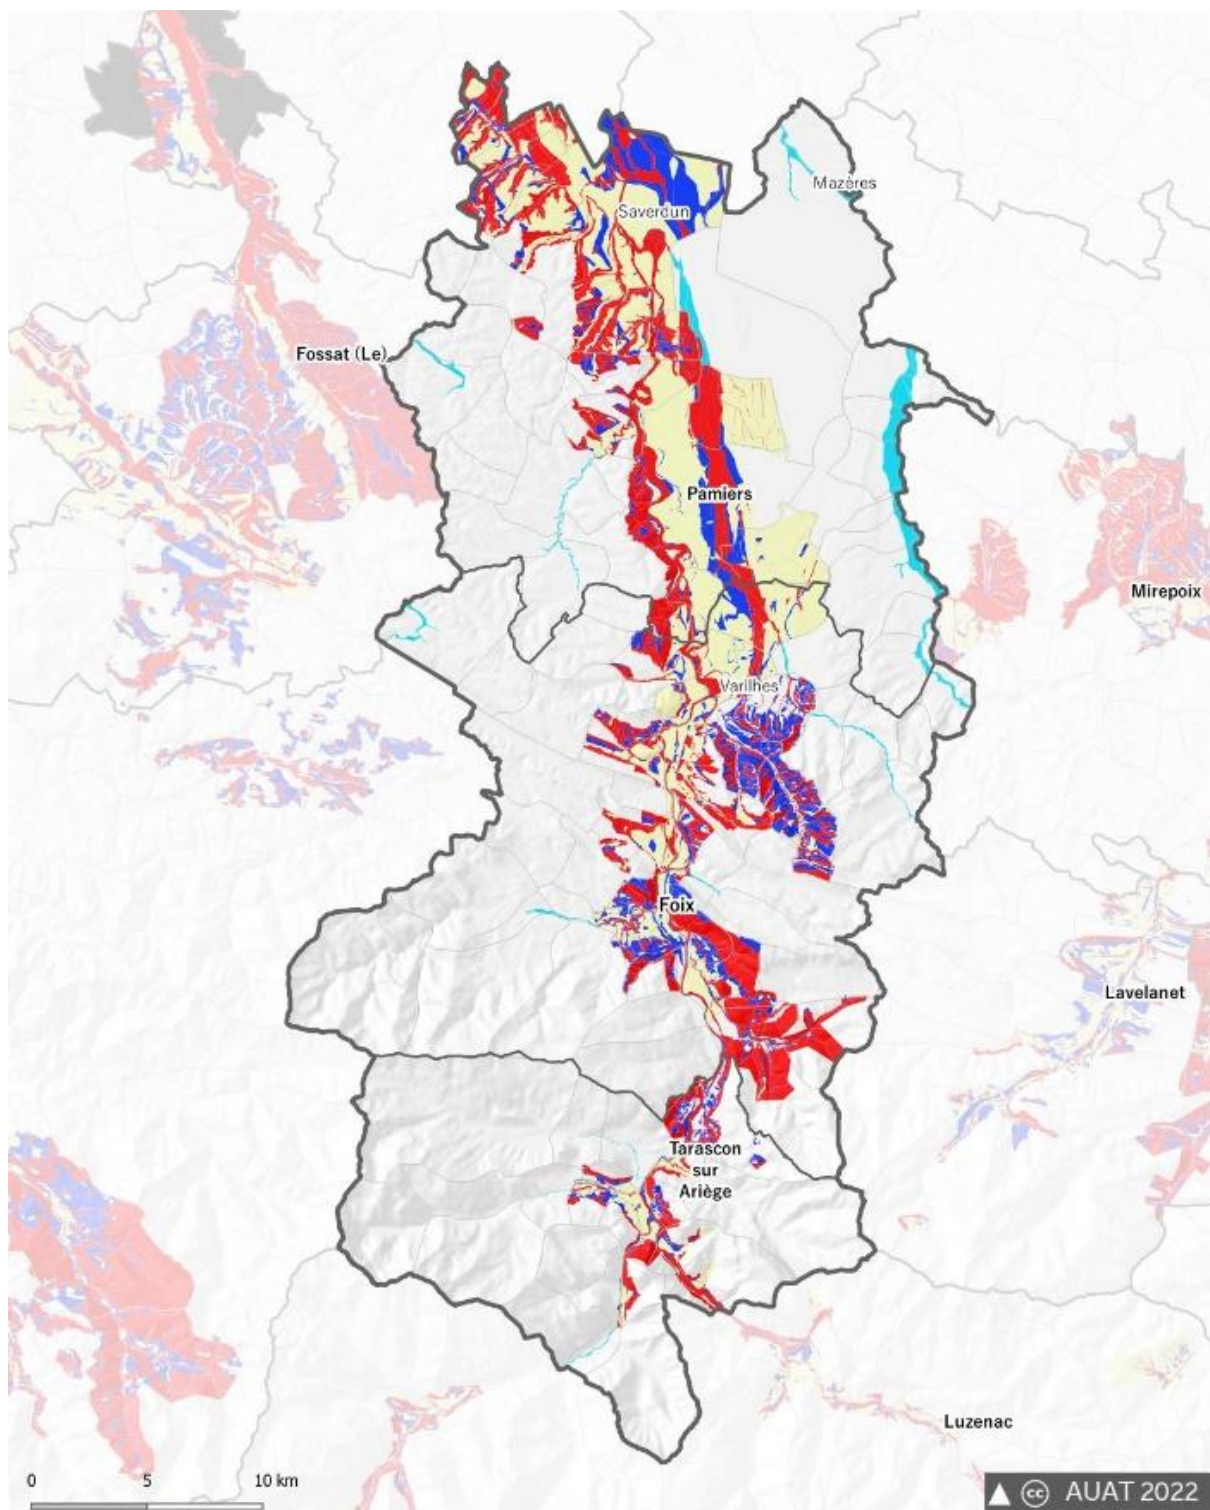 Mazères
Saverdun
Fossat (Le)
Pamiers
Mirepoix
Varilhes
Foix
Lavelanet
Tarascon
sur
Ariège
Luzenac
0 5 10 km
cc AUAT 2022